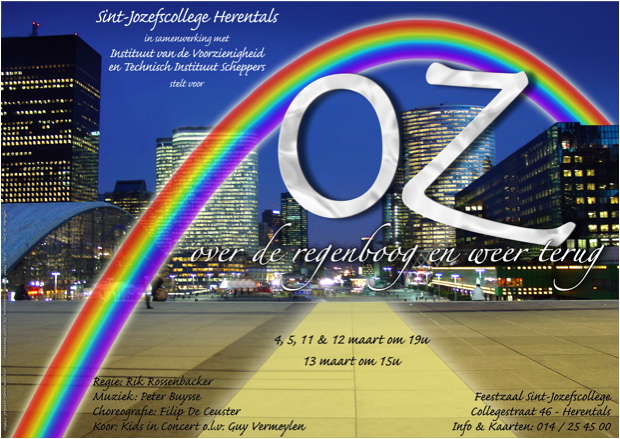 Sint-Jozefscollege Herentals
in samenwerking met
Instituut van de Voorzienigheid
en Technisch Instituut Scheppers
stelt voor
OZ
over de regenboog en weer terug
4, 5, 11 & 12 maart om 19u
13 maart om 15u
Regie: Rik Rossenbacker
Muziek: Peter Buysse
Choreografie: Filip De Ceuster
Koor: Kids in Concert o.l.v. Guy Vermeylen
Feestzaal Sint-Jozefscollege
Collegestraat 46 - Herentals
Info & Kaarten: 014 / 25 45 00